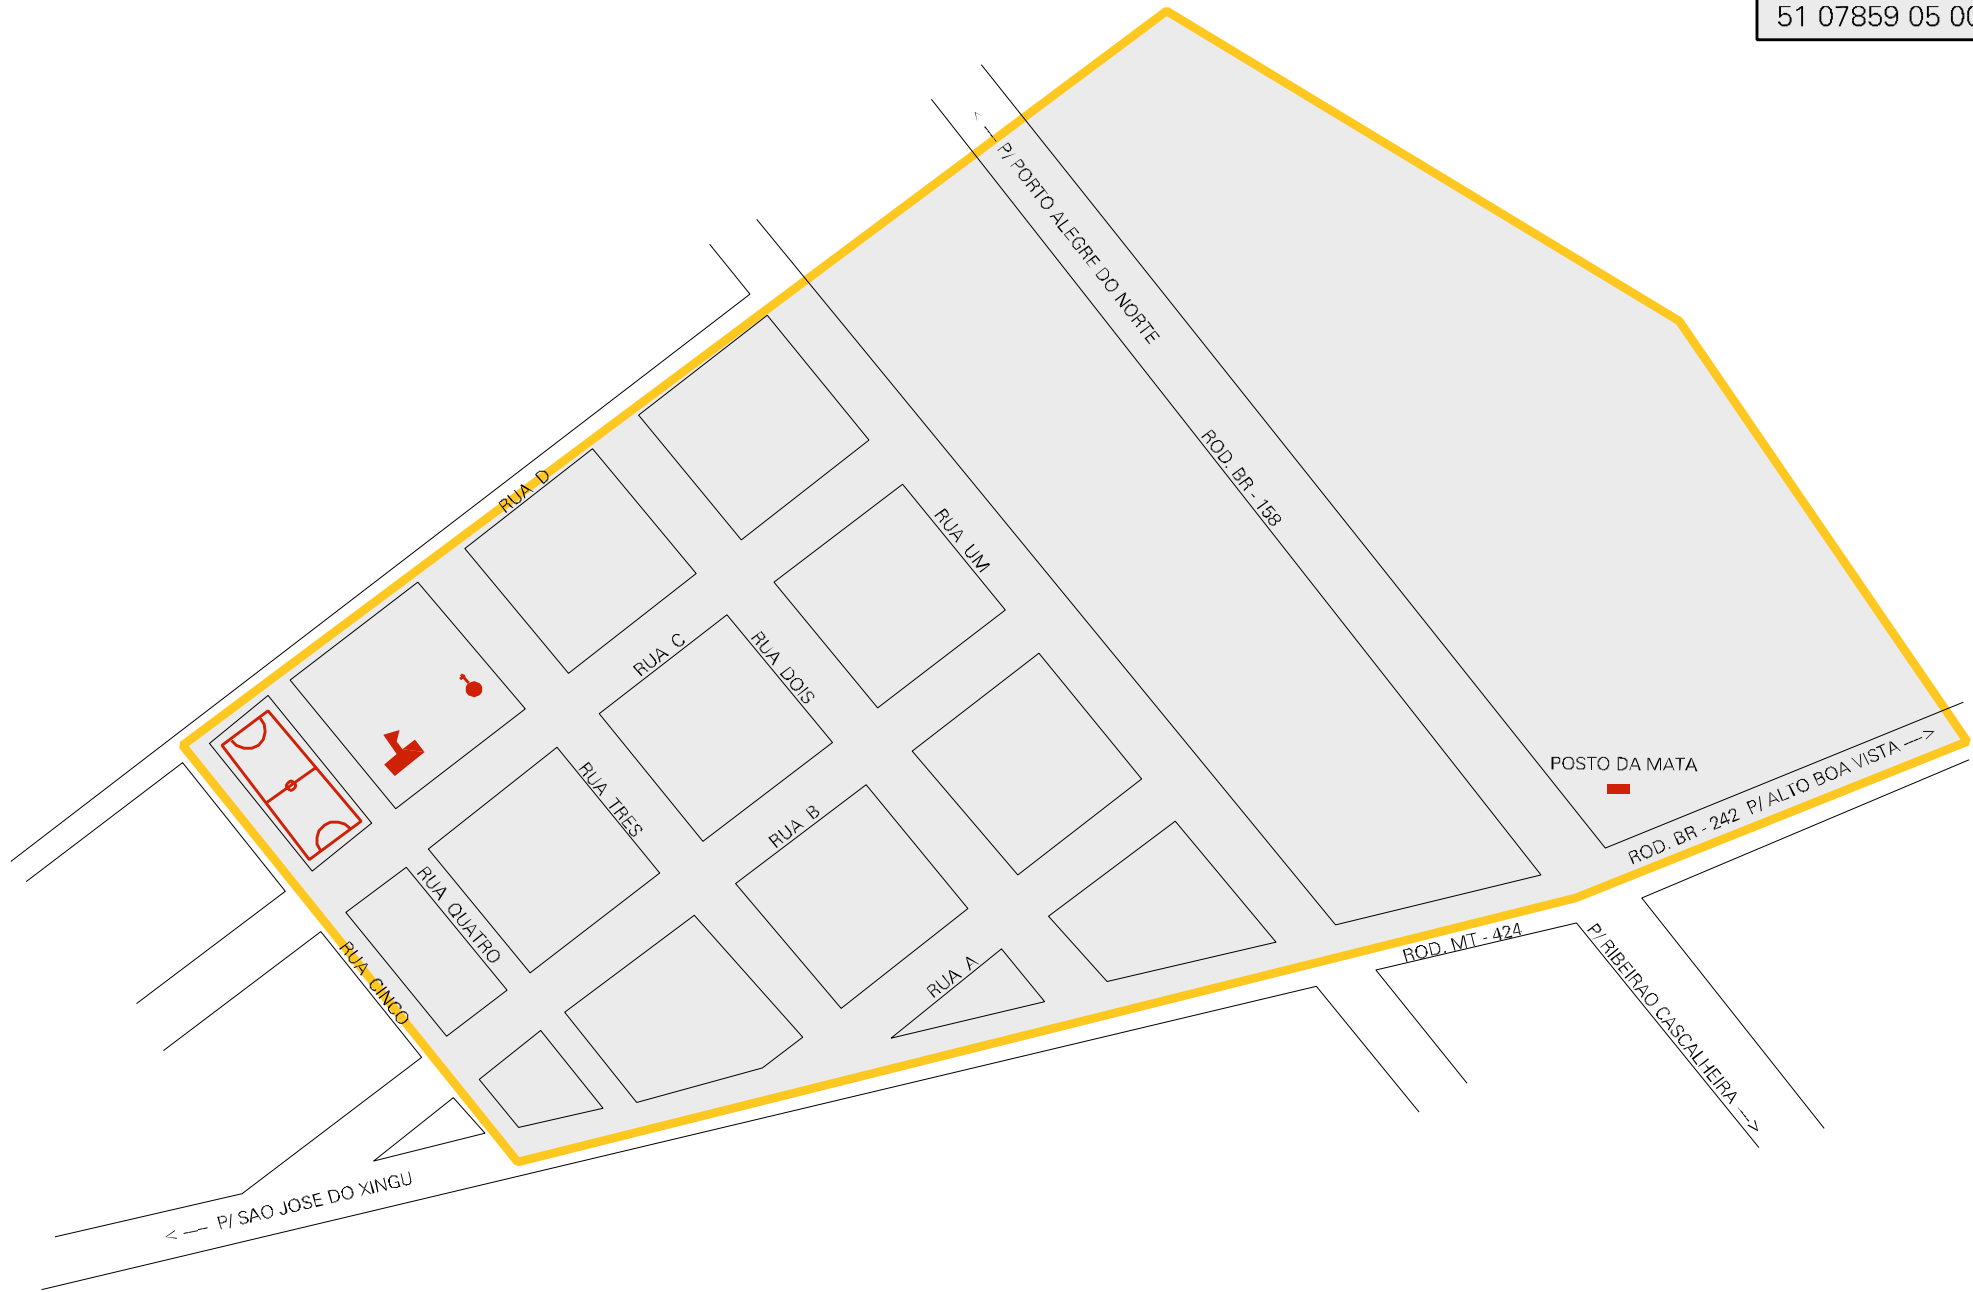 51 07859 05 00
<---- P/ PORTO ALEGRE DO NORTE
ROD. BR - 158
RUA D
RUA UM
RUA C
RUA DOIS
RUA TRES
RUA B
POSTO DA MATA
ROD. BR - 242 P/ ALTO BOA VISTA --->
RUA QUATRO
RUA CINCO
RUA A
ROD. MT - 424
P/ RIBEIRAO CASCALHEIRA --->
<---- P/ SAO JOSE DO XINGU